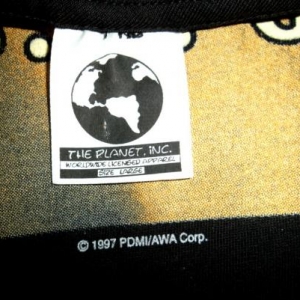 THE PLANET, INC.
WORLDWIDE LICENSED APPAREL
SIZE LARGE
© 1997 PDMI/AWA Corp.